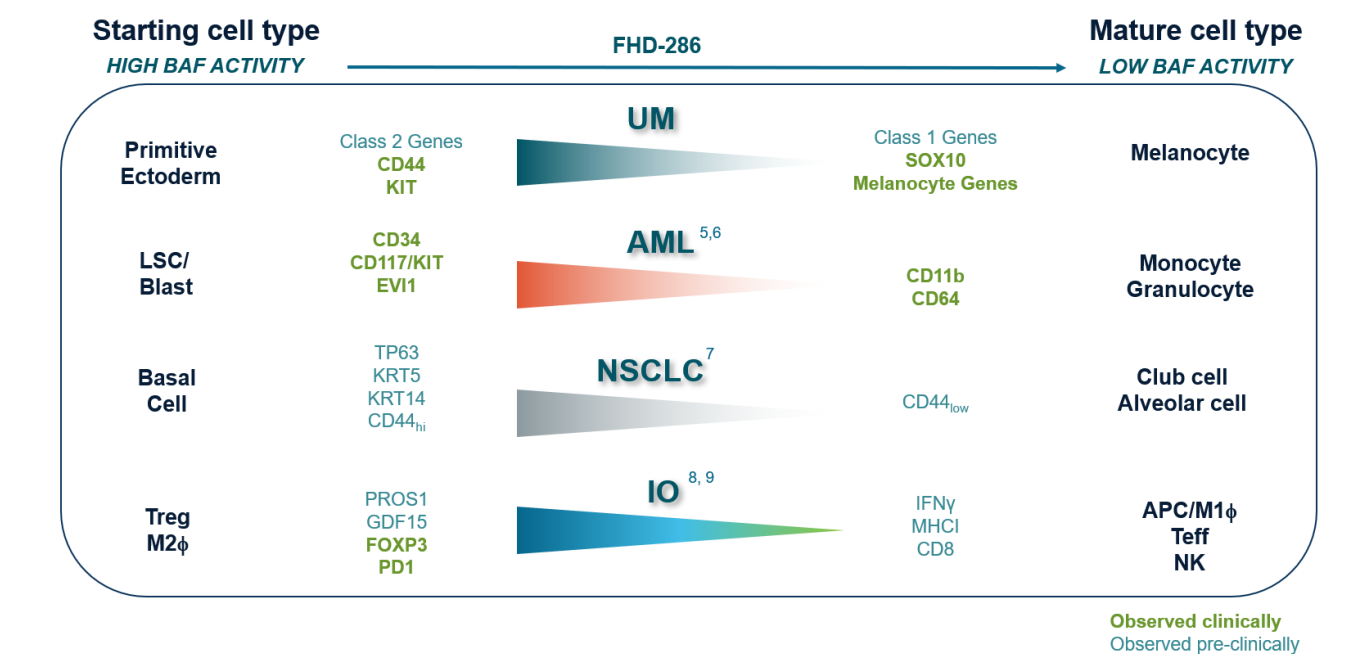 Starting cell type
HIGH BAF ACTIVITY
FHD-286
Mature cell type
LOW BAF ACTIVITY
Primitive
Ectoderm
Class 2 Genes
CD44
KIT
UM
Class 1 Genes
SOX10
Melanocyte Genes
Melanocyte
LSC/
Blast
CD34
CD117/KIT
EVI1
AML 5,6
CD11b
CD64
Monocyte
Granulocyte
Basal
Cell
TP63
KRT5
KRT14
CD44hi
NSCLC 7
CD44low
Club cell
Alveolar cell
Treg
M2ϕ
PROS1
GDF15
FOXP3
PD1
IO 8, 9
IFNγ
MHCI
CD8
APC/M1ϕ
Teff
NK
Observed clinically
Observed pre-clinically